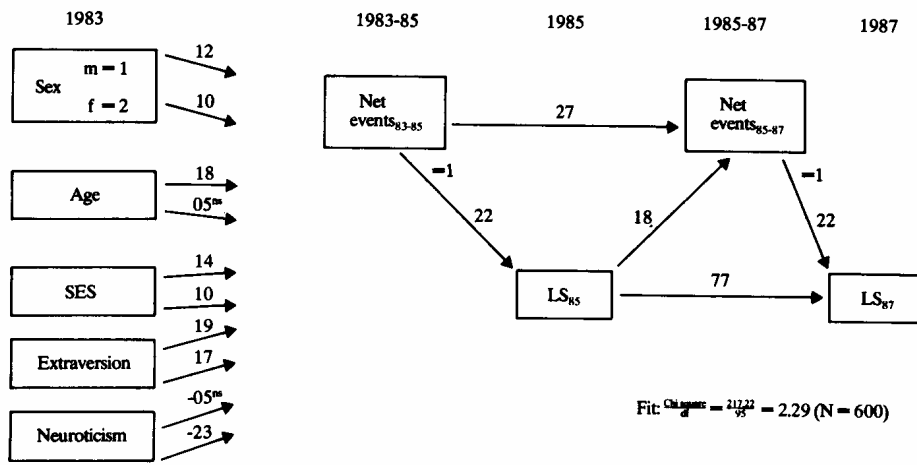 1983 1983-85 1985 1985-87 1987
12
m = 1
Sex
f = 2
10
Net
events83-85
27
Net
events85-87
=1
22
=1
22
18
Age
05ns
18
14
SES
10
LS85
77
LS87
19
Extraversion
17
-05ns
Neuroticism
-23
Fit: Chi square/df = 217.22/95 = 2.29 (N = 600)